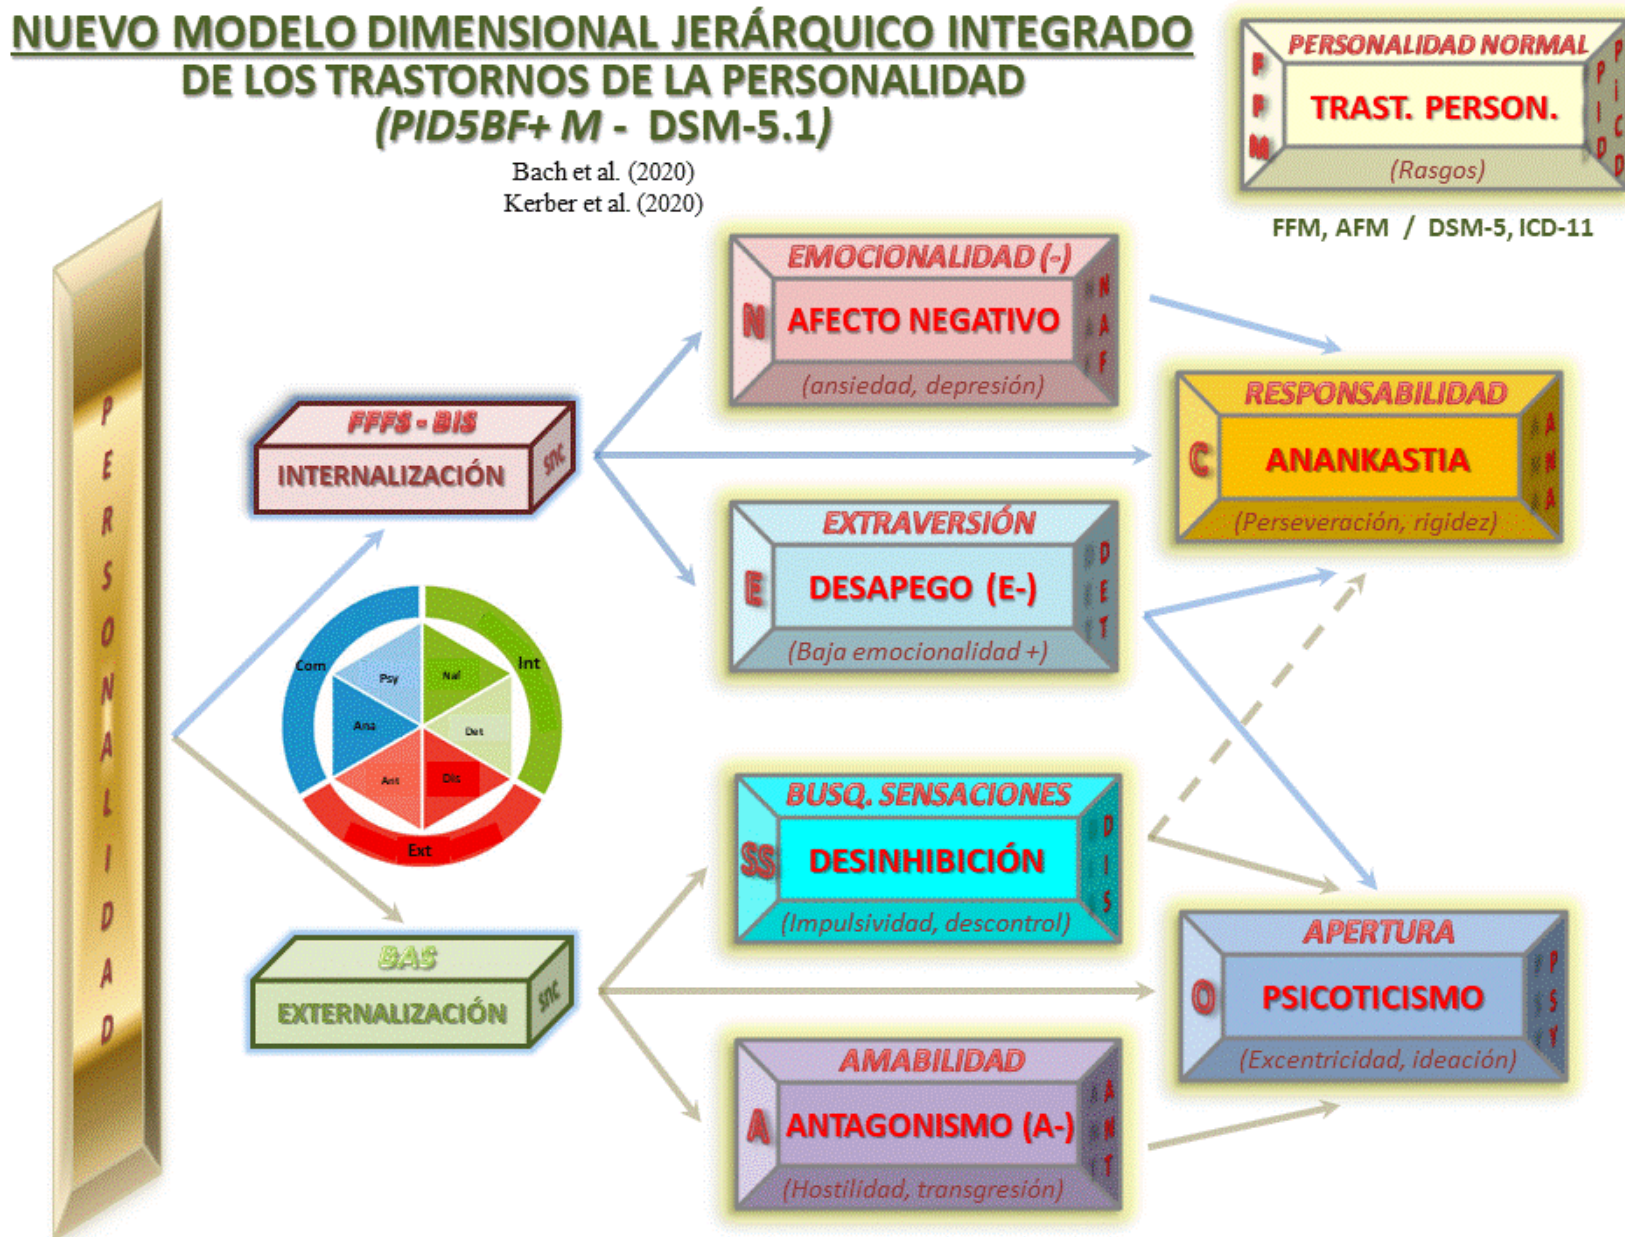 NUEVO MODELO DIMENSIONAL JERÁRQUICO INTEGRADO
DE LOS TRASTORNOS DE LA PERSONALIDAD
(PID5BF+ M - DSM-5.1)
Bach et al. (2020)
Kerber et al. (2020)
PERSONALIDAD NORMAL
FFM
TRAST. PERSON.
PID
PiCD
(Rasgos)
FFM, AFM / DSM-5, ICD-11
PERSONALIDAD
FFFS - BIS
INTERNALIZACIÓN
snc
EMOCIONALIDAD (-)
N
AFECTO NEGATIVO
NAF
(ansiedad, depresión)
RESPONSABILIDAD
C
ANANKASTIA
ANA
(Perseveración, rigidez)
EXTRAVERSIÓN
E
DESAPEGO (E-)
DET
(Baja emocionalidad +)
Com
Int
Psy
Naf
Ana
Det
Ant
Dis
Ext
BUSQ. SENSACIONES
SS
DESINHIBICIÓN
DIS
(Impulsividad, descontrol)
BAS
EXTERNALIZACIÓN
snc
APERTURA
O
PSICOTICISMO
PSY
(Excentricidad, ideación)
AMABILIDAD
A
ANTAGONISMO (A-)
ANT
(Hostilidad, transgresión)